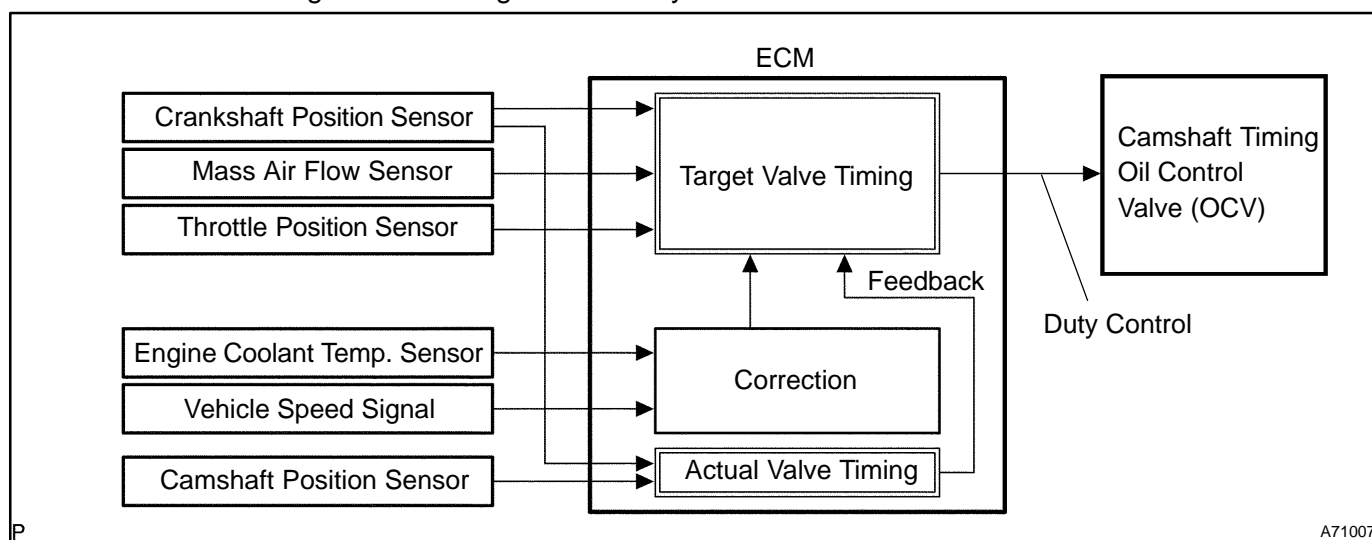 ECM
Crankshaft Position Sensor
Mass Air Flow Sensor
Throttle Position Sensor
Target Valve Timing
Camshaft Timing
Oil Control
Valve (OCV)
Feedback
Duty Control
Engine Coolant Temp. Sensor
Vehicle Speed Signal
Correction
Camshaft Position Sensor
Actual Valve Timing
P
A71007